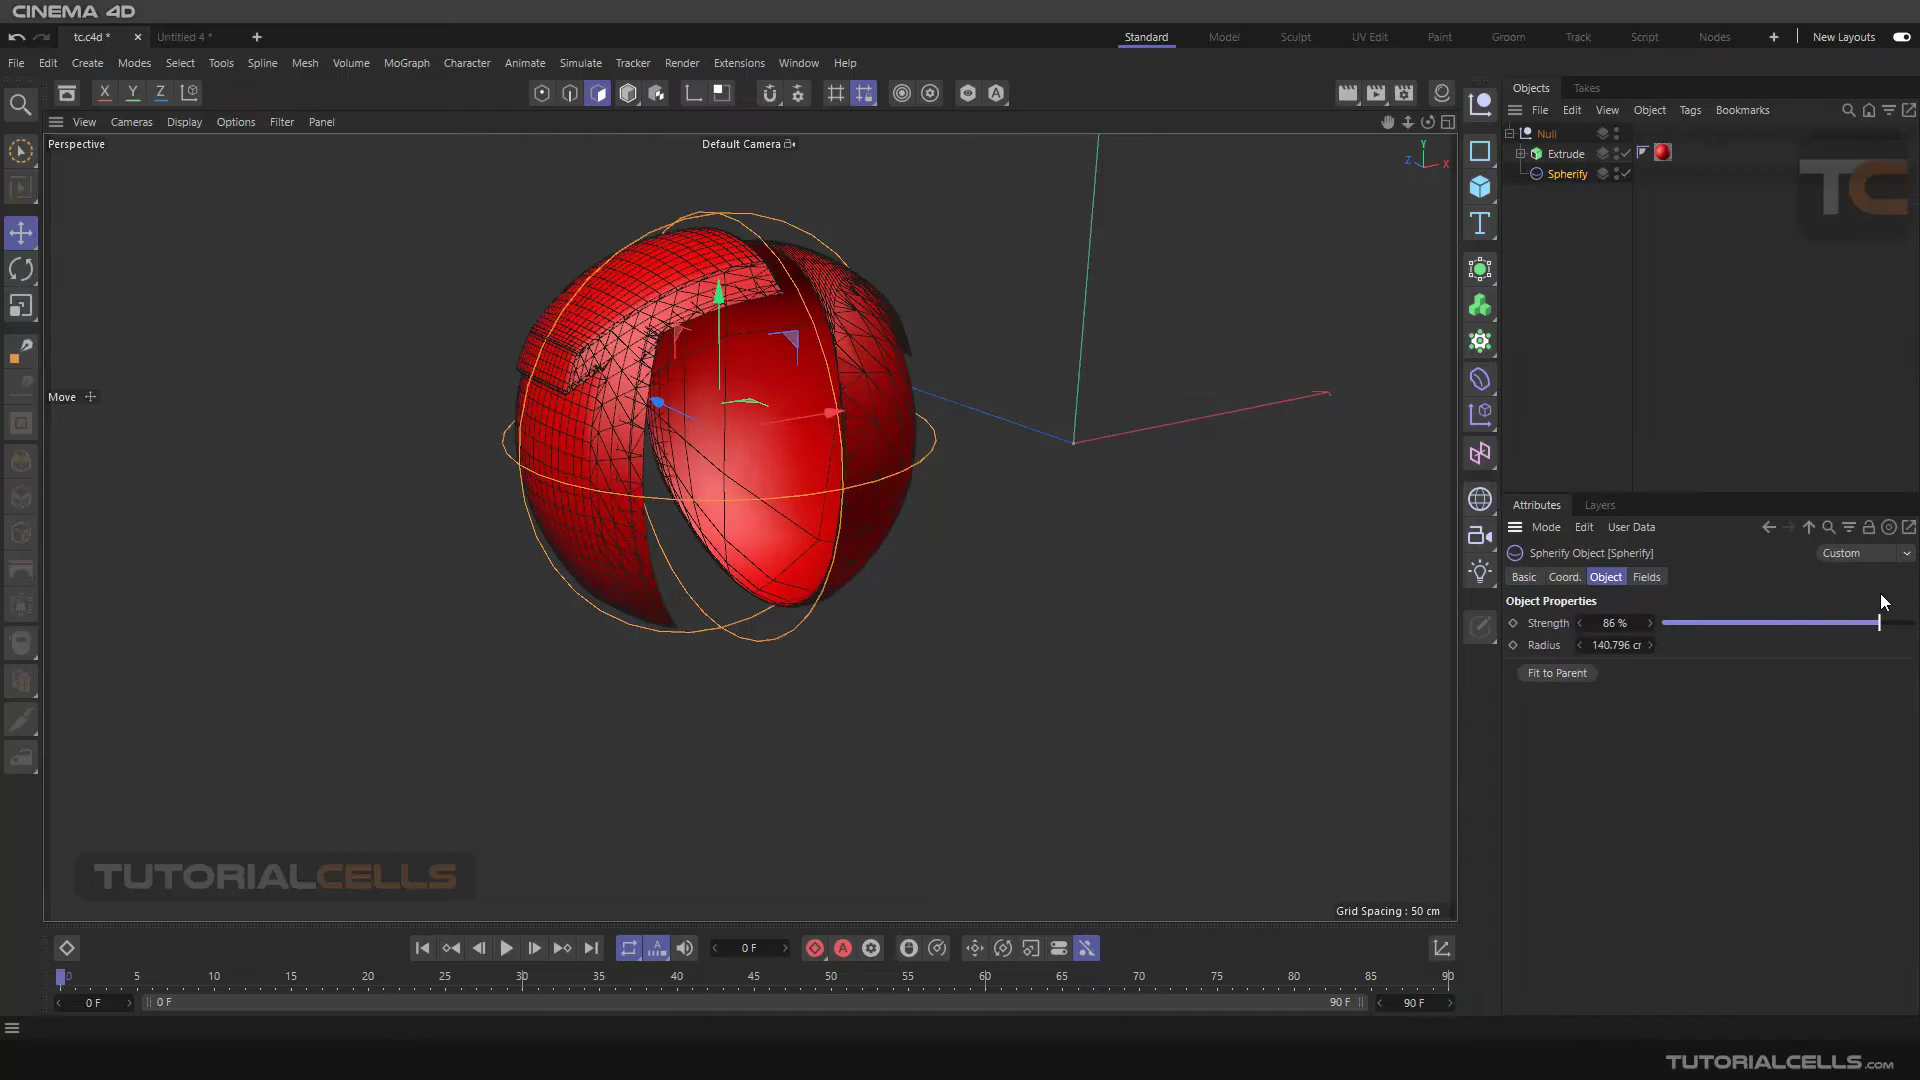 CINEMA 4D
tc.c4d *
Untitled 4 *
Standard
Model
Sculpt
UV Edit
Paint
Groom
Track
Script
Nodes
New Layouts
File Edit Create Modes Select Tools Spline Mesh Volume MoGraph Character Animate Simulate Tracker Render Extensions Window Help
X Y Z
View Cameras Display Options Filter Panel
Perspective
Default Camera
Y
Z
X
Move
Grid Spacing : 50 cm
TUTORIALCELLS
Objects
Takes
File Edit View Object Tags Bookmarks
Null
Extrude
Spherify
TC
Attributes
Layers
Mode Edit User Data
Spherify Object [Spherify]
Custom
Basic Coord. Object Fields
Object Properties
Strength 86 %
Radius 140.796 cr
Fit to Parent
0 F
0 5 10 15 20 25 30 35 40 45 50 55 60 65 70 75 80 85 90
0 F
0 F
90 F
90 F
TUTORIALCELLS.COM